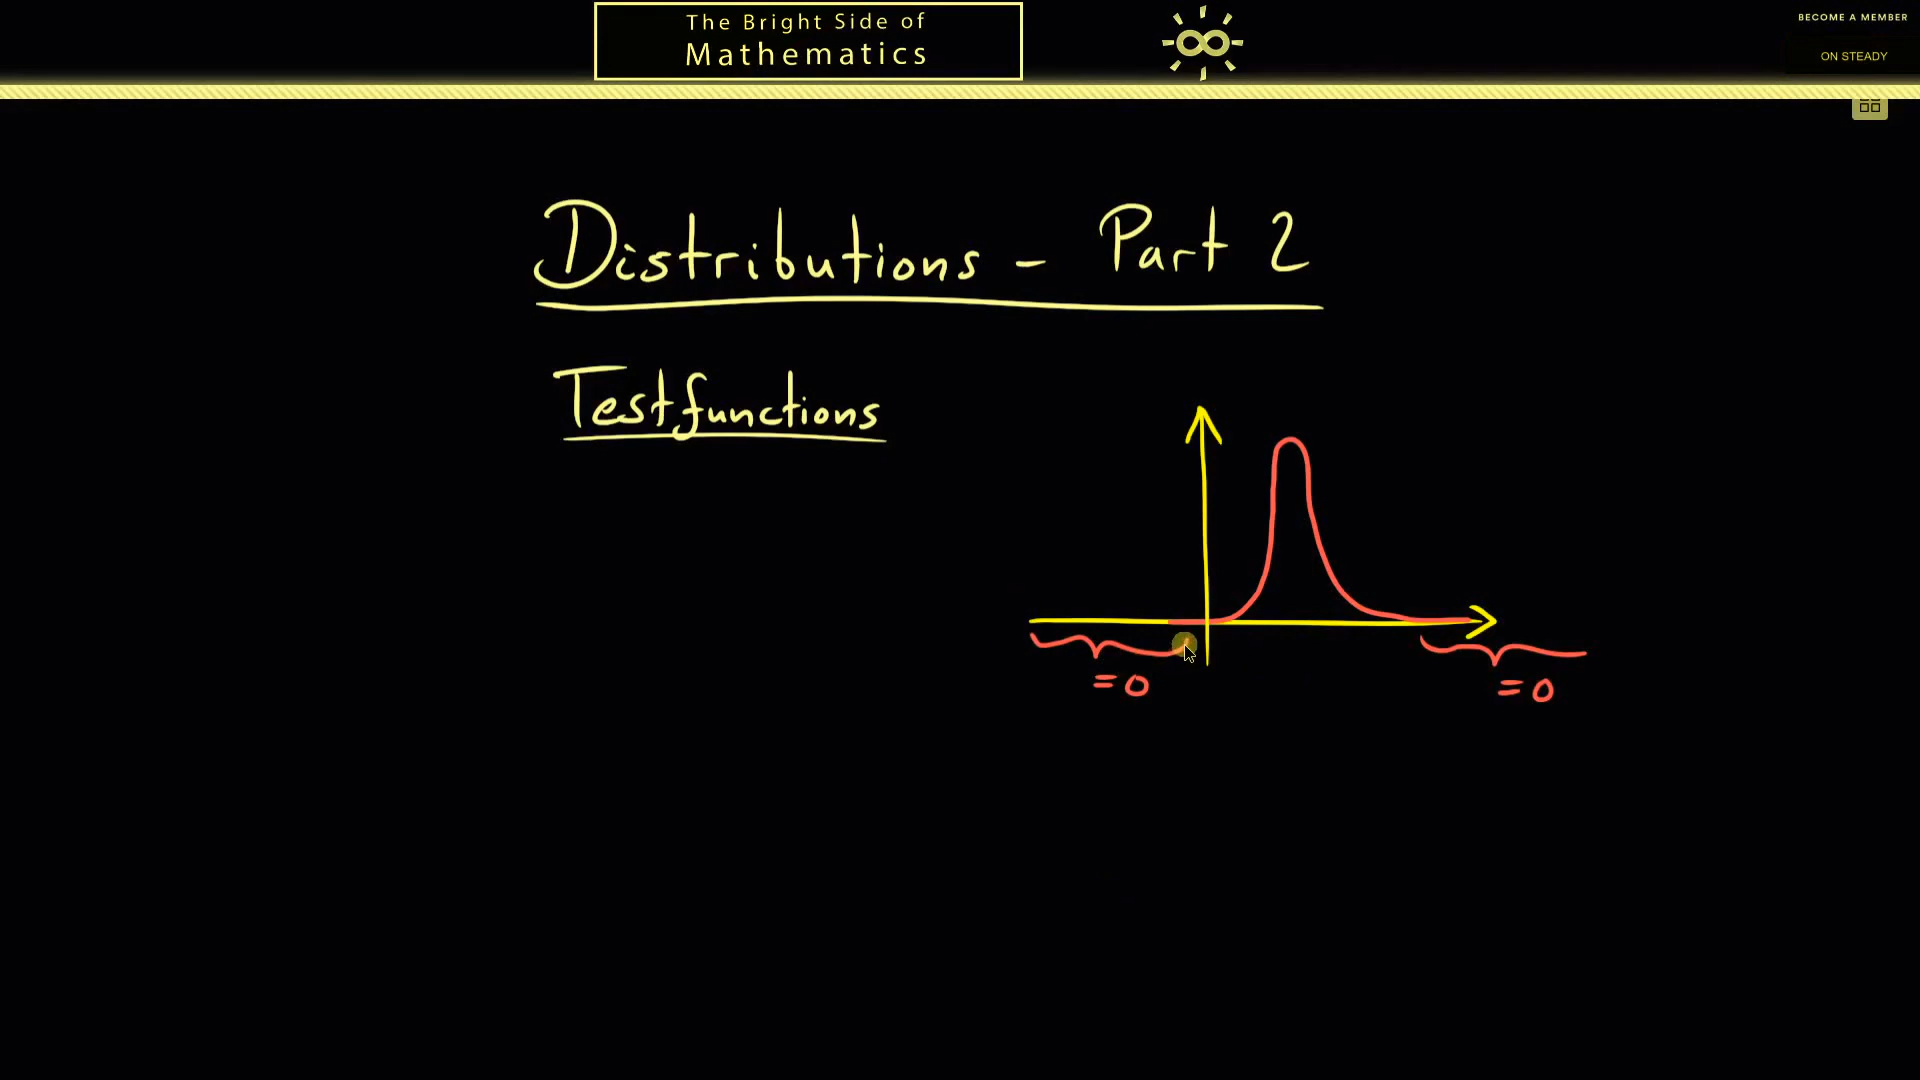 The Bright Side of
Mathematics
BECOME A MEMBER
ON STEADY
Distributions - Part 2
Testfunctions
= 0
= 0